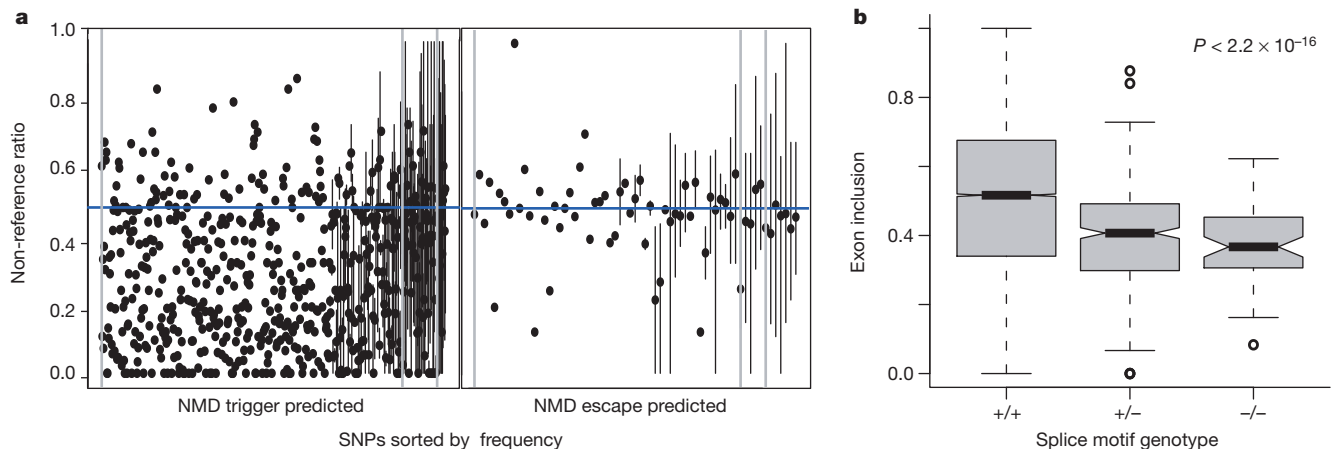 a
Non-reference ratio
1.0
0.8
0.6
0.4
0.2
0.0
NMD trigger predicted
NMD escape predicted
SNPs sorted by frequency
b
Exon inclusion
0.8
0.4
0.0
P < 2.2 × 10⁻¹⁶
+/+
+/–
–/–
Splice motif genotype